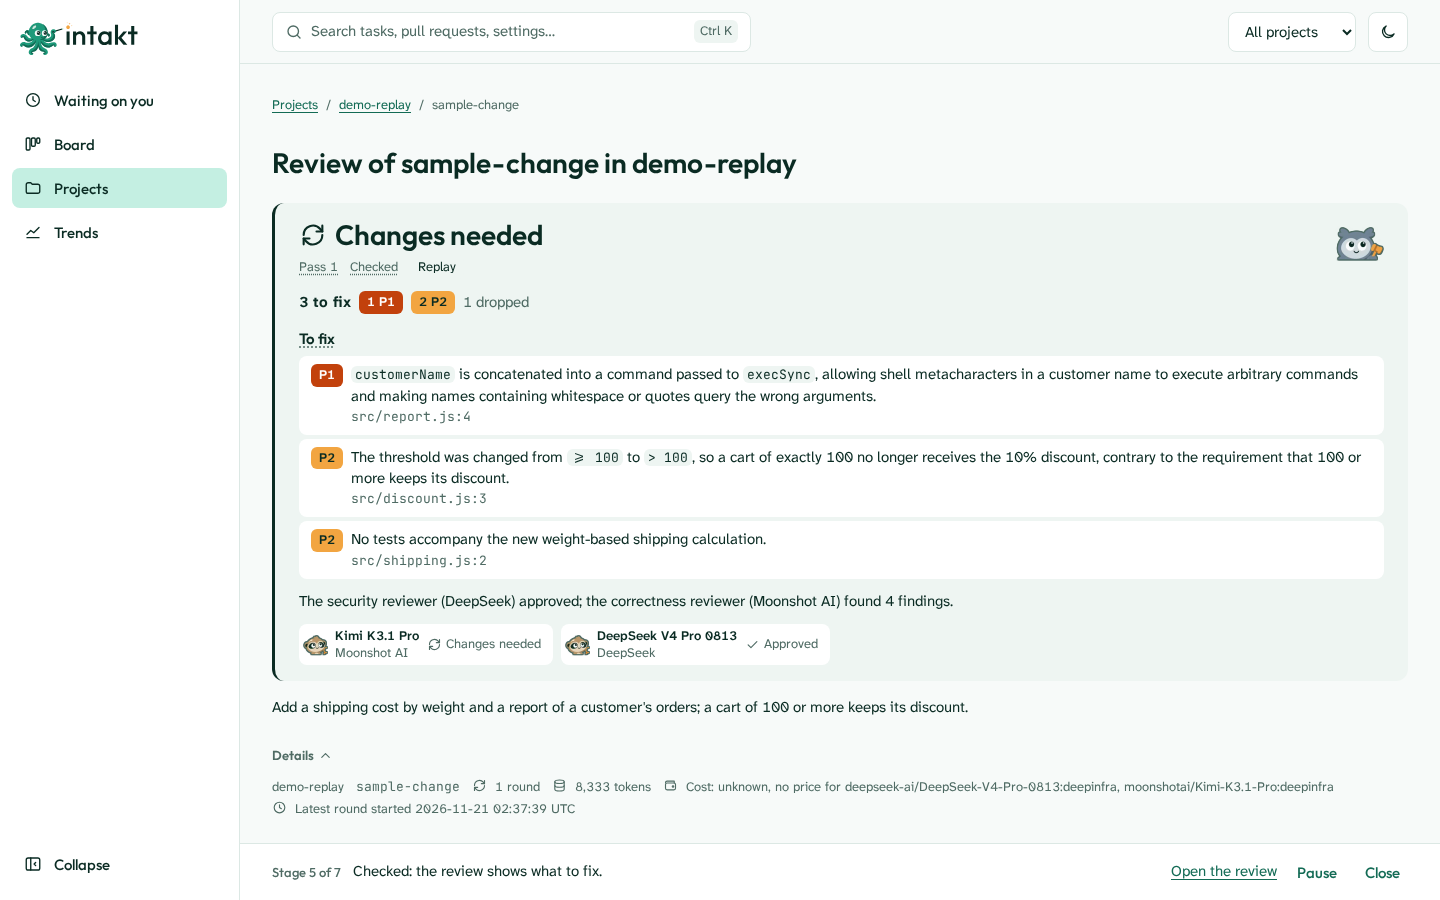 intakt
Search tasks, pull requests, settings...
Ctrl K
All projects
Waiting on you
Board
Projects
Trends
Collapse
Projects / demo-replay / sample-change
Review of sample-change in demo-replay
Changes needed
Pass 1 Checked Replay
3 to fix 1 P1 2 P2 1 dropped
To fix
P1 customerName is concatenated into a command passed to execSync, allowing shell metacharacters in a customer name to execute arbitrary commands
and making names containing whitespace or quotes query the wrong arguments.
src/report.js:4
P2 The threshold was changed from >= 100 to > 100, so a cart of exactly 100 no longer receives the 10% discount, contrary to the requirement that 100 or
more keeps its discount.
src/discount.js:3
P2 No tests accompany the new weight-based shipping calculation.
src/shipping.js:2
The security reviewer (DeepSeek) approved; the correctness reviewer (Moonshot AI) found 4 findings.
Kimi K3.1 Pro
Moonshot AI
Changes needed
DeepSeek V4 Pro 0813
DeepSeek
Approved
Add a shipping cost by weight and a report of a customer's orders; a cart of 100 or more keeps its discount.
Details
demo-replay sample-change 1 round 8,333 tokens Cost: unknown, no price for deepseek-ai/DeepSeek-V4-Pro-0813:deepinfra, moonshotai/Kimi-K3.1-Pro:deepinfra
Latest round started 2026-11-21 02:37:39 UTC
Stage 5 of 7 Checked: the review shows what to fix.
Open the review Pause Close